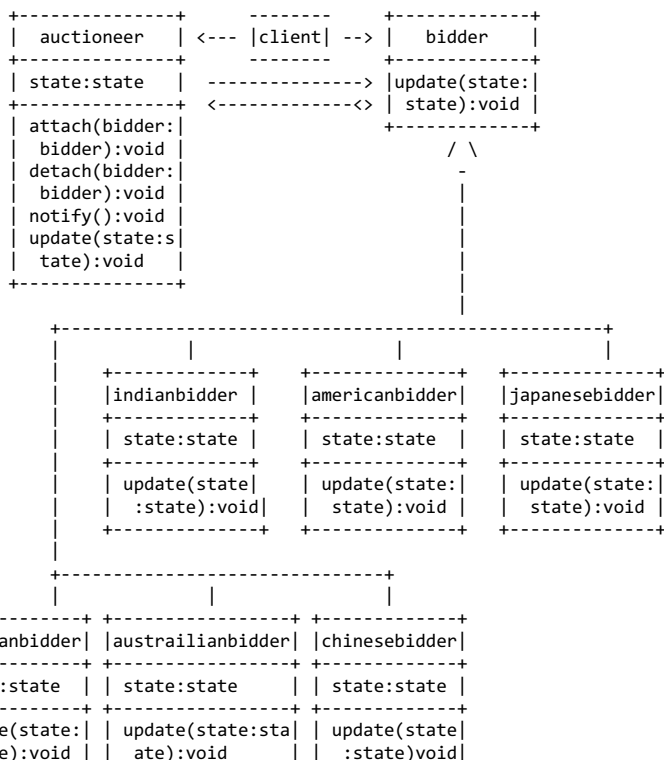 +---------------+       --------       +-------------+
|   auctioneer   | <--- |client| --> |   bidder    |
+---------------+       --------       +-------------+
| state:state   |  ---------------> |update(state:|
+---------------+  <-------------<> | state):void |
| attach(bidder:|                   +-------------+
|  bidder):void |                         / \
| detach(bidder:|                          -
|  bidder):void |                          |
| notify():void |                          |
| update(state:s|                          |
|  tate):void   |                          |
+---------------+                          |
|
+----------------------------------------------------+
|            |                   |                   |
|    +-------------+    +--------------+   +--------------+
|    |indianbidder |    |americanbidder|   |japanesebidder|
|    +-------------+    +--------------+   +--------------+
|    | state:state |    | state:state  |   | state:state  |
|    +-------------+    +--------------+   +--------------+
|    | update(state|    | update(state:|   | update(state:|
|    |  :state):void|   |  state):void |   |  state):void |
|    +--------------+   +--------------+   +--------------+
|
+-------------------------------+
|              |                |
--------+ +-----------------+ +-------------+
anbidder| |austrailianbidder| |chinesebidder|
--------+ +-----------------+ +-------------+
:state  | | state:state     | | state:state |
--------+ +-----------------+ +-------------+
e(state:| | update(state:sta| | update(state|
e):void | |  ate):void      | |  :state)void|